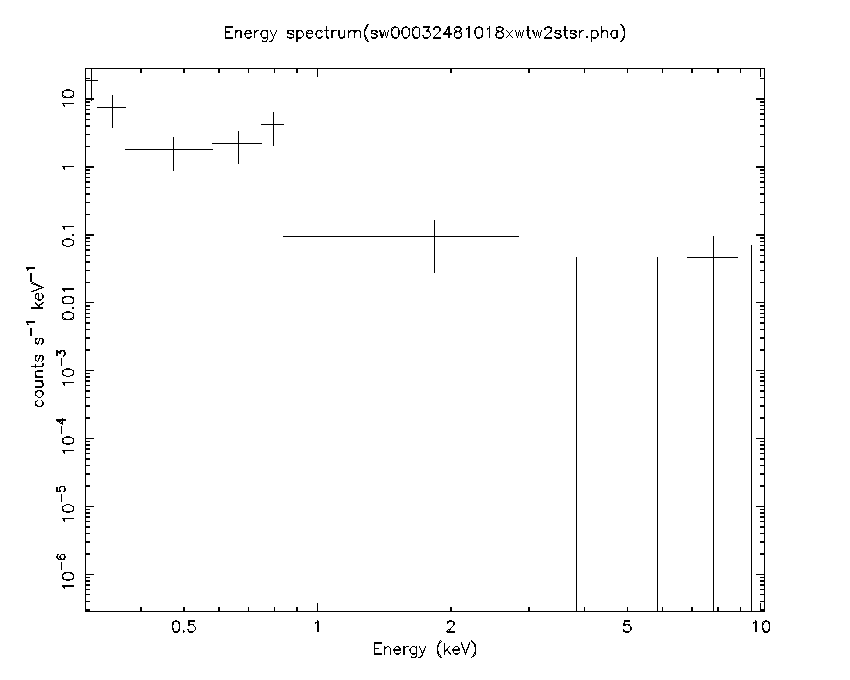 Energy spectrum(sw00032481018xwtw2stsr.pha)
10
1
0.1
0.01
10⁻³
10⁻⁴
10⁻⁵
10⁻⁶
counts s⁻¹ keV⁻¹
0.5 1 2 5 10
Energy (keV)